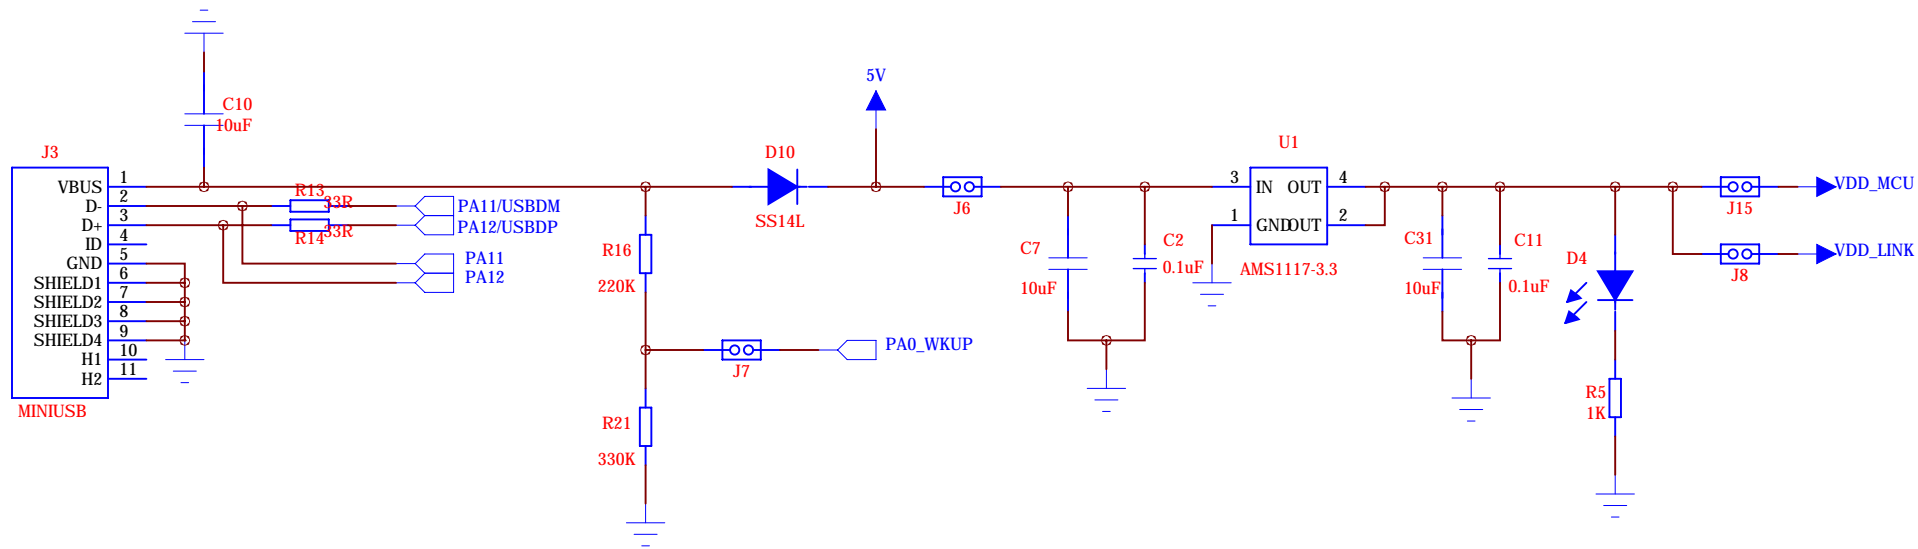 C10
10uF
J3
VBUS
D-
D+
ID
GND
SHIELD1
SHIELD2
SHIELD3
SHIELD4
H1
H2
1
2
3
4
5
6
7
8
9
10
11
MINIUSB
R13
33R
R14
33R
PA11/USBDM
PA12/USBDP
PA11
PA12
R16
220K
R21
330K
J7
PA0_WKUP
D10
SS14L
5V
J6
C7
10uF
C2
0.1uF
U1
3
IN
OUT
4
1
GND
OUT
2
AMS1117-3.3
C31
10uF
C11
0.1uF
D4
R5
1K
J15
VDD_MCU
J8
VDD_LINK